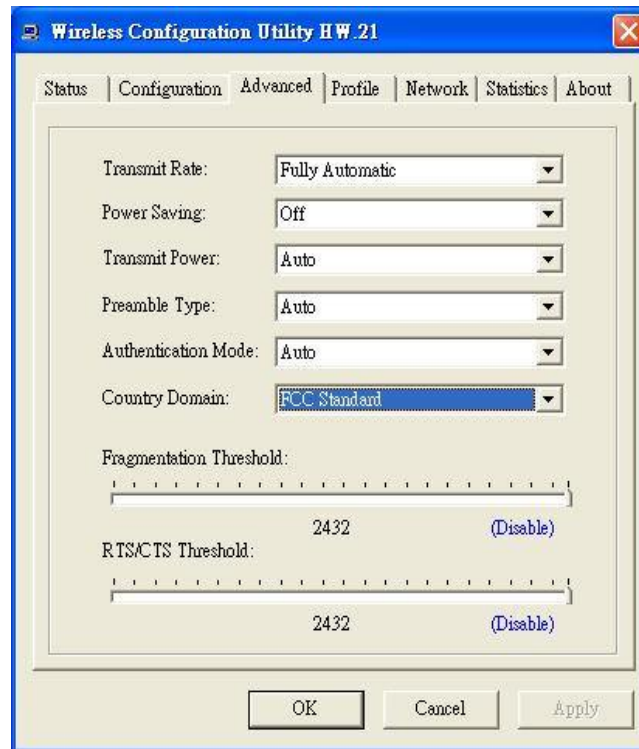 Wireless Configuration Utility HW.21
Status Configuration Advanced Profile Network Statistics About
Transmit Rate: Fully Automatic
Power Saving: Off
Transmit Power: Auto
Preamble Type: Auto
Authentication Mode: Auto
Country Domain: FCC Standard
Fragmentation Threshold:
2432 (Disable)
RTS/CTS Threshold:
2432 (Disable)
OK Cancel Apply